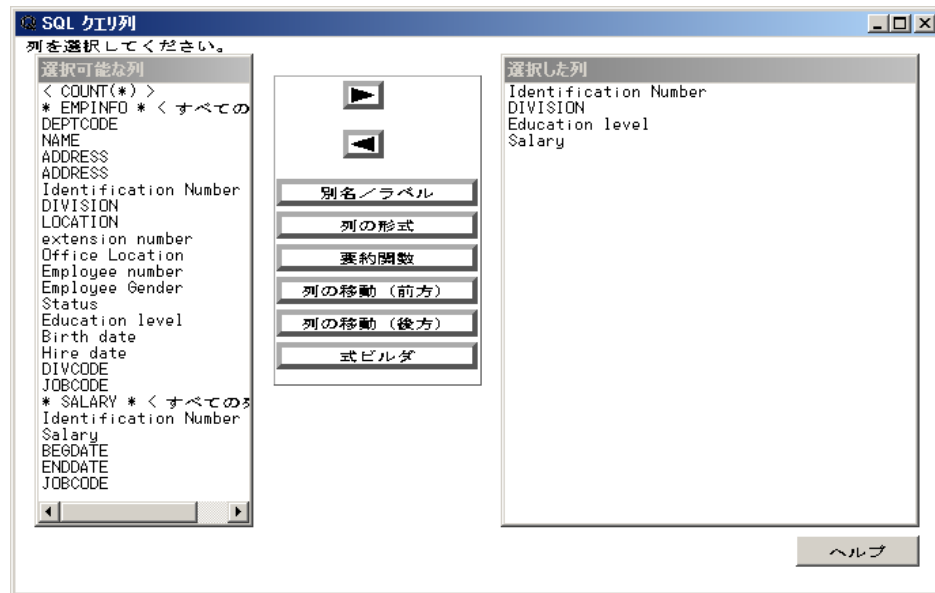 SQL クエリ列
列を選択してください。
選択可能な列
< COUNT(*) >
* EMPINFO * < すべての
DEPTCODE
NAME
ADDRESS
ADDRESS
Identification Number
DIVISION
LOCATION
extension number
Office Location
Employee number
Employee Gender
Status
Education level
Birth date
Hire date
DIVCODE
JOBCODE
* SALARY * < すべての列
Identification Number
Salary
BEGDATE
ENDDATE
JOBCODE
別名／ラベル
列の形式
要約関数
列の移動（前方）
列の移動（後方）
式ビルダ
選択した列
Identification Number
DIVISION
Education level
Salary
ヘルプ